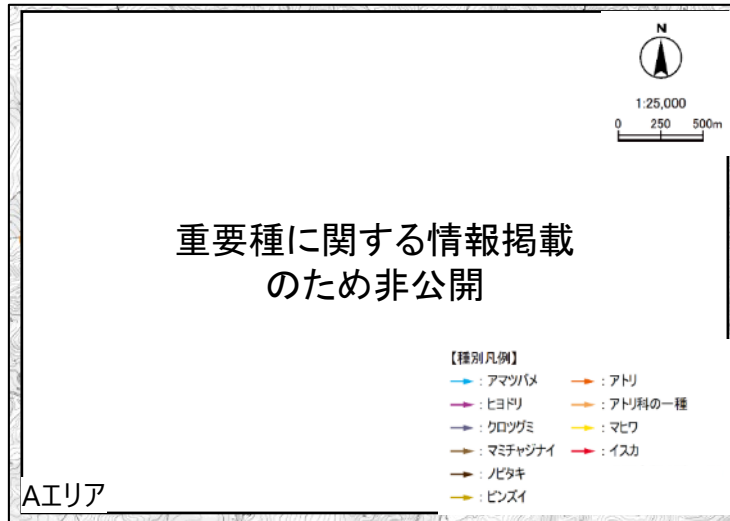 N
1:25,000
0 250 500m
重要種に関する情報掲載
のため非公開
【種別凡例】
:アマツバメ :アトリ
:ヒヨドリ :アトリ科の一種
:クロツグミ :マヒワ
:マミチャジナイ :イスカ
:ノビタキ
:ビンズイ
Aエリア